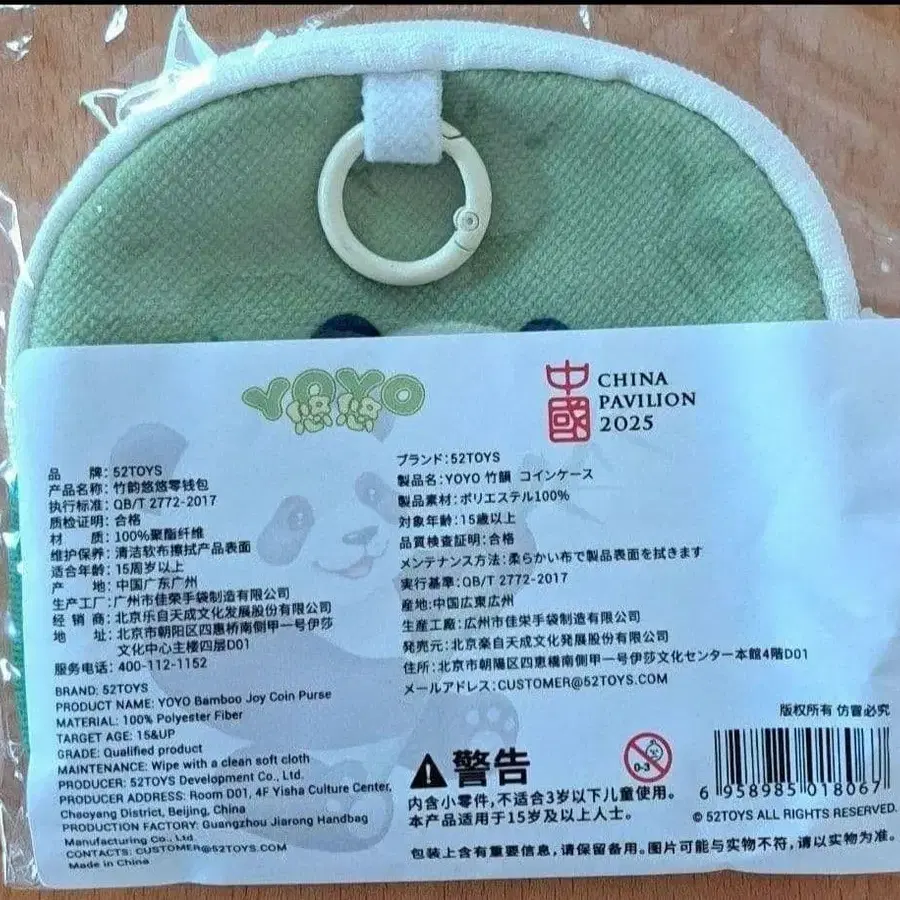 YOYO
悠悠
中國
CHINA
PAVILION
2025
品 牌: 52TOYS
产品名称: 竹韵悠悠零钱包
执行标准: QB/T 2772-2017
质检证明: 合格
材 质: 100%聚酯纤维
维护保养: 清洁软布擦拭产品表面
适合年龄: 15周岁以上
产 地: 中国广东广州
生产工厂: 广州市佳荣手袋制造有限公司
经 销 商: 北京乐自天成文化发展股份有限公司
地 址: 北京市朝阳区四惠桥南侧甲一号伊莎
文化中心主楼四层D01
服务电话: 400-112-1152
BRAND: 52TOYS
PRODUCT NAME: YOYO Bamboo Joy Coin Purse
MATERIAL: 100% Polyester Fiber
TARGET AGE: 15&UP
GRADE: Qualified product
MAINTENANCE: Wipe with a clean soft cloth
PRODUCER: 52TOYS Development Co., Ltd.
PRODUCER ADDRESS: Room D01, 4F Yisha Culture Center,
Chaoyang District, Beijing, China
PRODUCTION FACTORY: Guangzhou Jiarong Handbag
Manufacturing Co., Ltd
CONTACTS: CUSTOMER@52TOYS.COM
Made in China
ブランド: 52TOYS
製品名: YOYO 竹韻 コインケース
製品素材: ポリエステル100%
対象年齢: 15歳以上
品質検査証明: 合格
メンテナンス方法: 柔らかい布で製品表面を拭きます
実行基準: QB/T 2772-2017
産地:中国広東広州
生産工廠: 広州市佳栄手袋制造有限公司
発売元: 北京楽自天成文化発展股份有限公司
住所: 北京市朝陽区四恵橋南側甲一号伊莎文化センター本館4階D01
メールアドレス: CUSTOMER@52TOYS.COM
警告
0-3
内含小零件,不适合3岁以下儿童使用。
本产品适用于15岁及以上人士。
版权所有 仿冒必究
6 958985 018067
© 52TOYS ALL RIGHTS RESERVED.
包装上含有重要信息,请保留备用。图片可能与实物不符,请以实物为准。